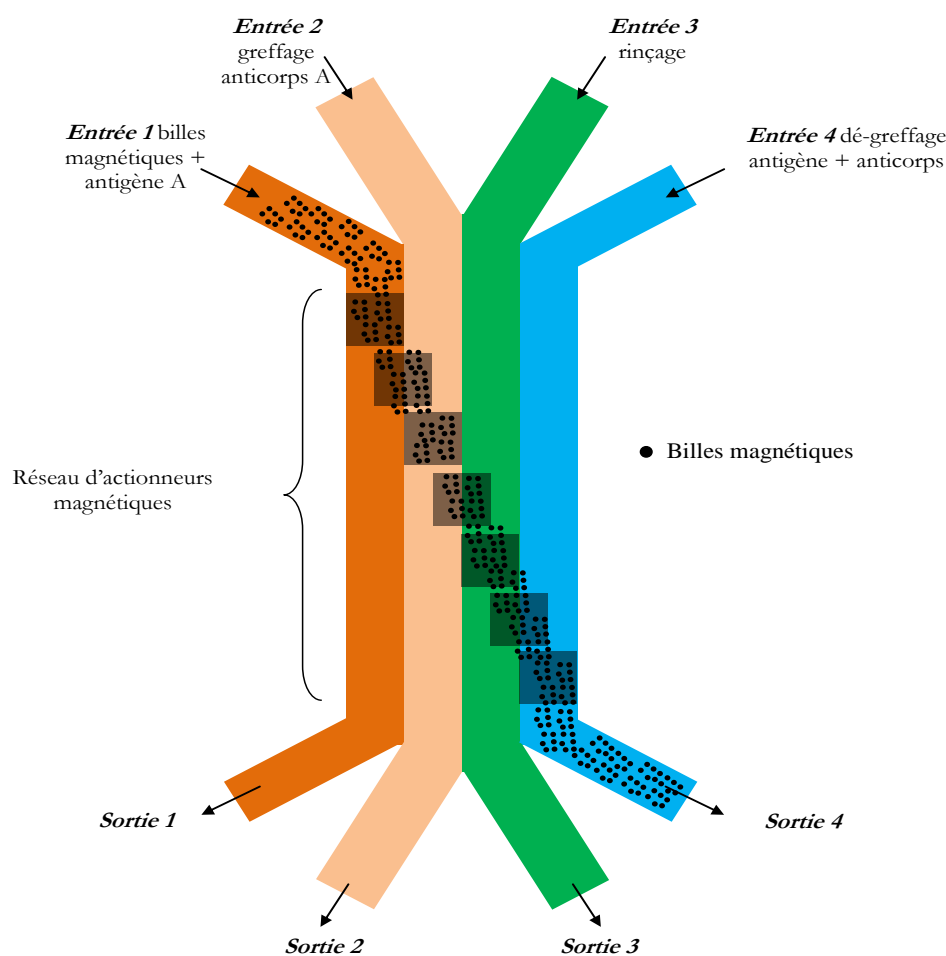 Entrée 2
greffage
anticorps A
Entrée 3
rinçage
Entrée 1 billes
magnétiques +
antigène A
Entrée 4 dé-greffage
antigène + anticorps
Réseau d’actionneurs
magnétiques
Billes magnétiques
Sortie 1
Sortie 4
Sortie 2
Sortie 3